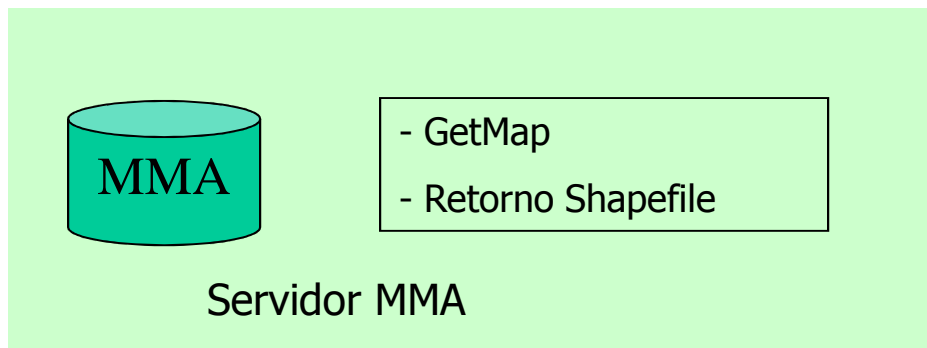 MMA
- GetMap
- Retorno Shapefile
Servidor MMA